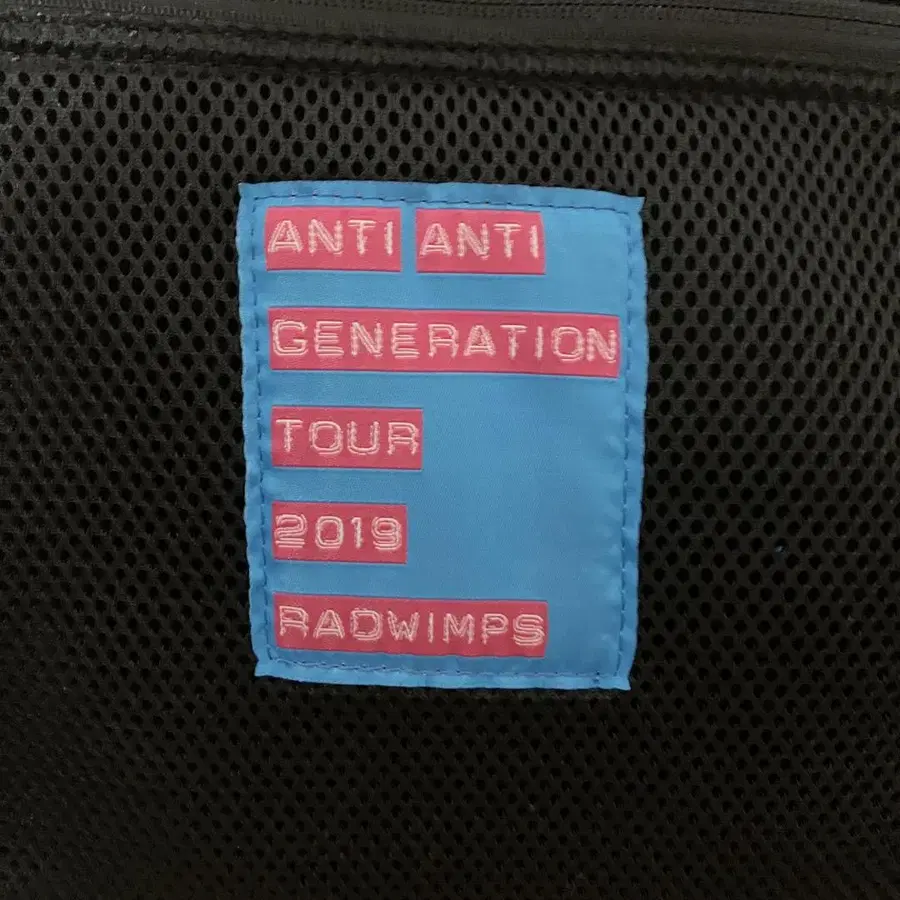 ANTI ANTI
GENERATION
TOUR
2019
RADWIMPS